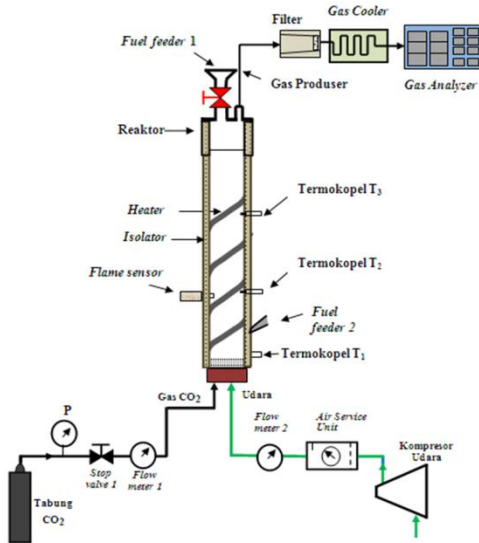 Fuel feeder 1
Filter
Gas Cooler
Gas Produser
Gas Analyzer
Reaktor
Heater
Termokopel T3
Isolator
Flame sensor
Termokopel T2
Fuel
feeder 2
Termokopel T1
Gas CO2
Udara
P
Stop
valve 1
Flow
meter 1
Flow
meter 2
Air Service
Unit
Kompresor
Udara
Tabung
CO2